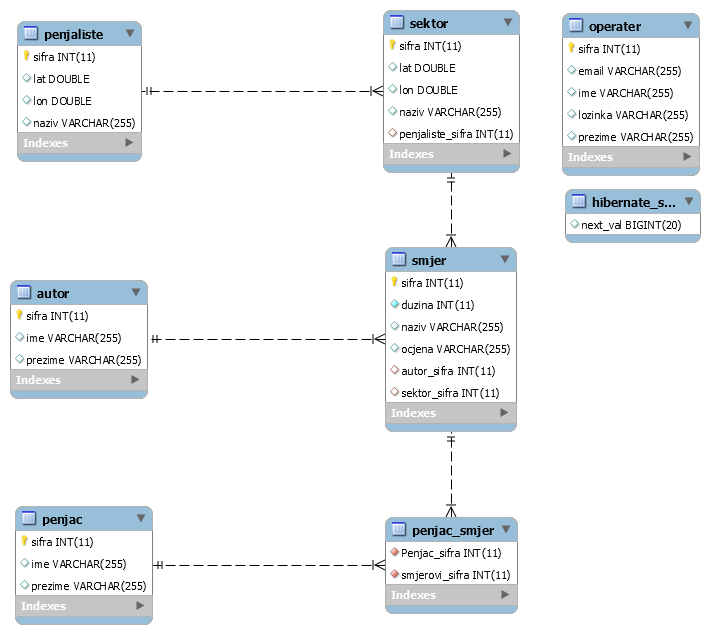 penjaliste
sifra INT(11)
lat DOUBLE
lon DOUBLE
naziv VARCHAR(255)
Indexes
sektor
sifra INT(11)
lat DOUBLE
lon DOUBLE
naziv VARCHAR(255)
penjaliste_sifra INT(11)
Indexes
operater
sifra INT(11)
email VARCHAR(255)
ime VARCHAR(255)
lozinka VARCHAR(255)
prezime VARCHAR(255)
Indexes
hibernate_s...
next_val BIGINT(20)
autor
sifra INT(11)
ime VARCHAR(255)
prezime VARCHAR(255)
Indexes
smjer
sifra INT(11)
duzina INT(11)
naziv VARCHAR(255)
ocjena VARCHAR(255)
autor_sifra INT(11)
sektor_sifra INT(11)
Indexes
penjac
sifra INT(11)
ime VARCHAR(255)
prezime VARCHAR(255)
Indexes
penjac_smjer
Penjac_sifra INT(11)
smjerovi_sifra INT(11)
Indexes